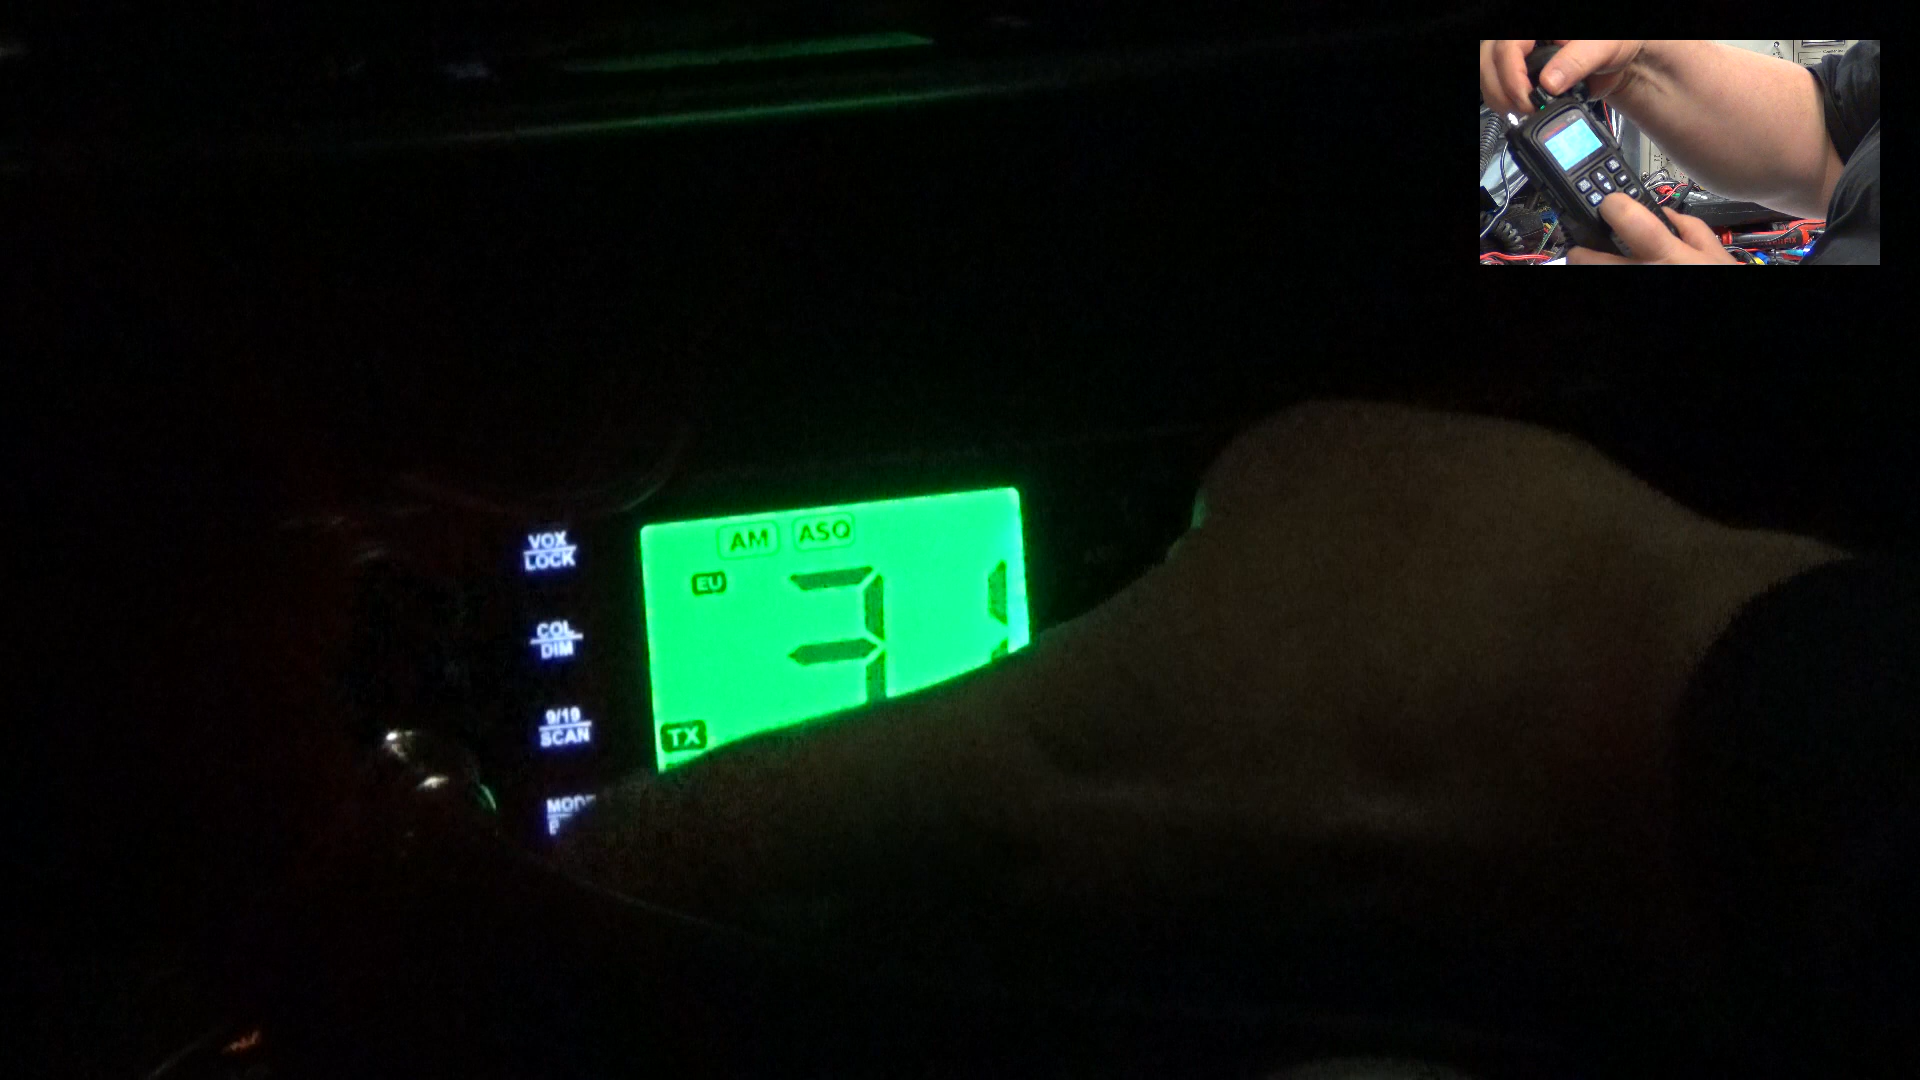 VOX
LOCK
COL
DIM
9/19
SCAN
AM ASQ
EU
TX